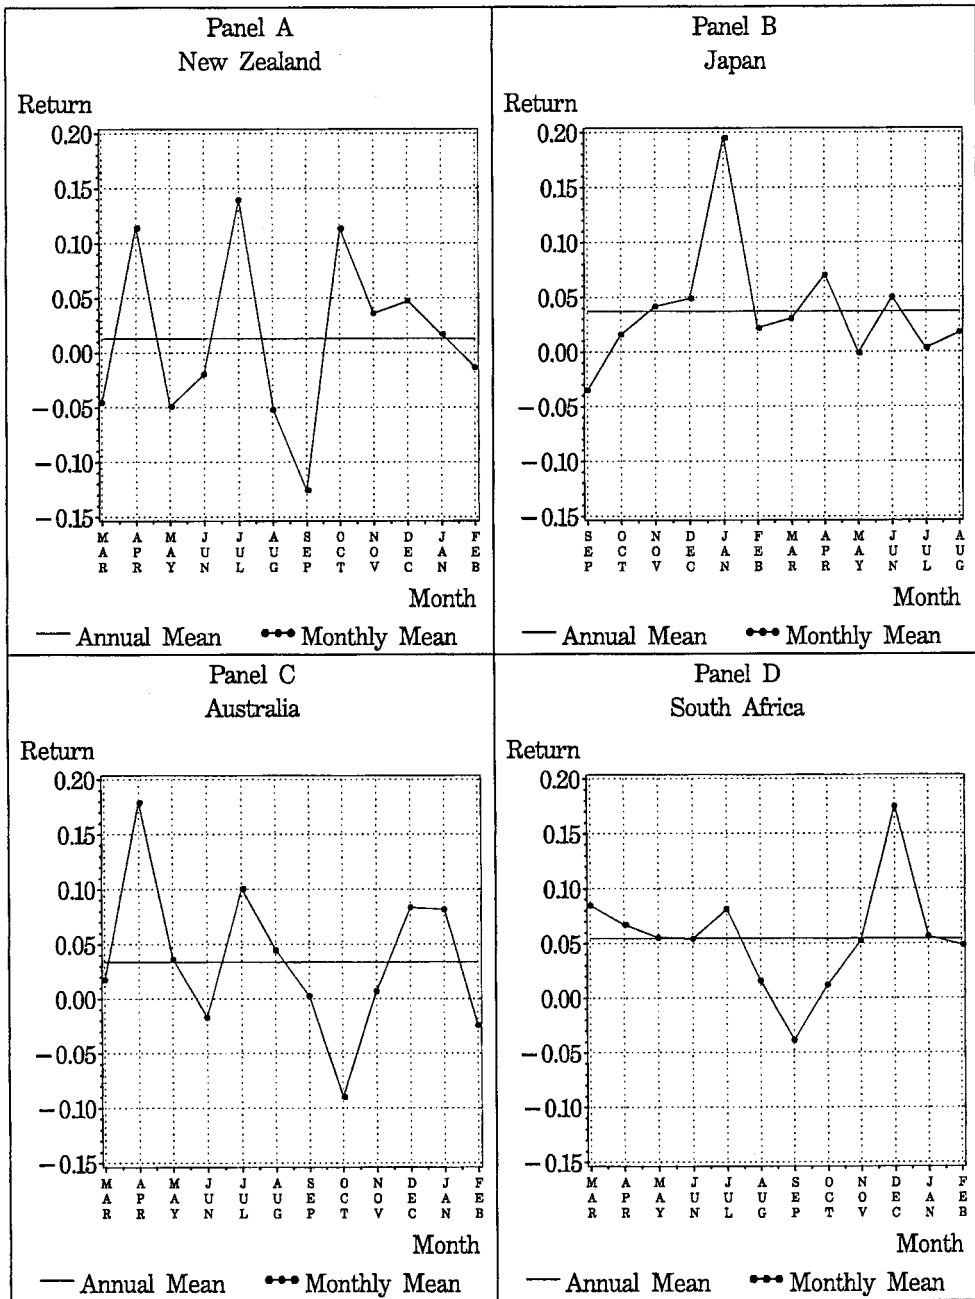 Panel A
New Zealand
Return
0.20
0.15
0.10
0.05
0.00
−0.05
−0.10
−0.15
MAR APR MAY JUN JUL AUG SEP OCT NOV DEC JAN FEB
Month
Annual Mean Monthly Mean
Panel B
Japan
Return
0.20
0.15
0.10
0.05
0.00
−0.05
−0.10
−0.15
SEP OCT NOV DEC JAN FEB MAR APR MAY JUN JUL AUG
Month
Annual Mean Monthly Mean
Panel C
Australia
Return
0.20
0.15
0.10
0.05
0.00
−0.05
−0.10
−0.15
MAR APR MAY JUN JUL AUG SEP OCT NOV DEC JAN FEB
Month
Annual Mean Monthly Mean
Panel D
South Africa
Return
0.20
0.15
0.10
0.05
0.00
−0.05
−0.10
−0.15
MAR APR MAY JUN JUL AUG SEP OCT NOV DEC JAN FEB
Month
Annual Mean Monthly Mean